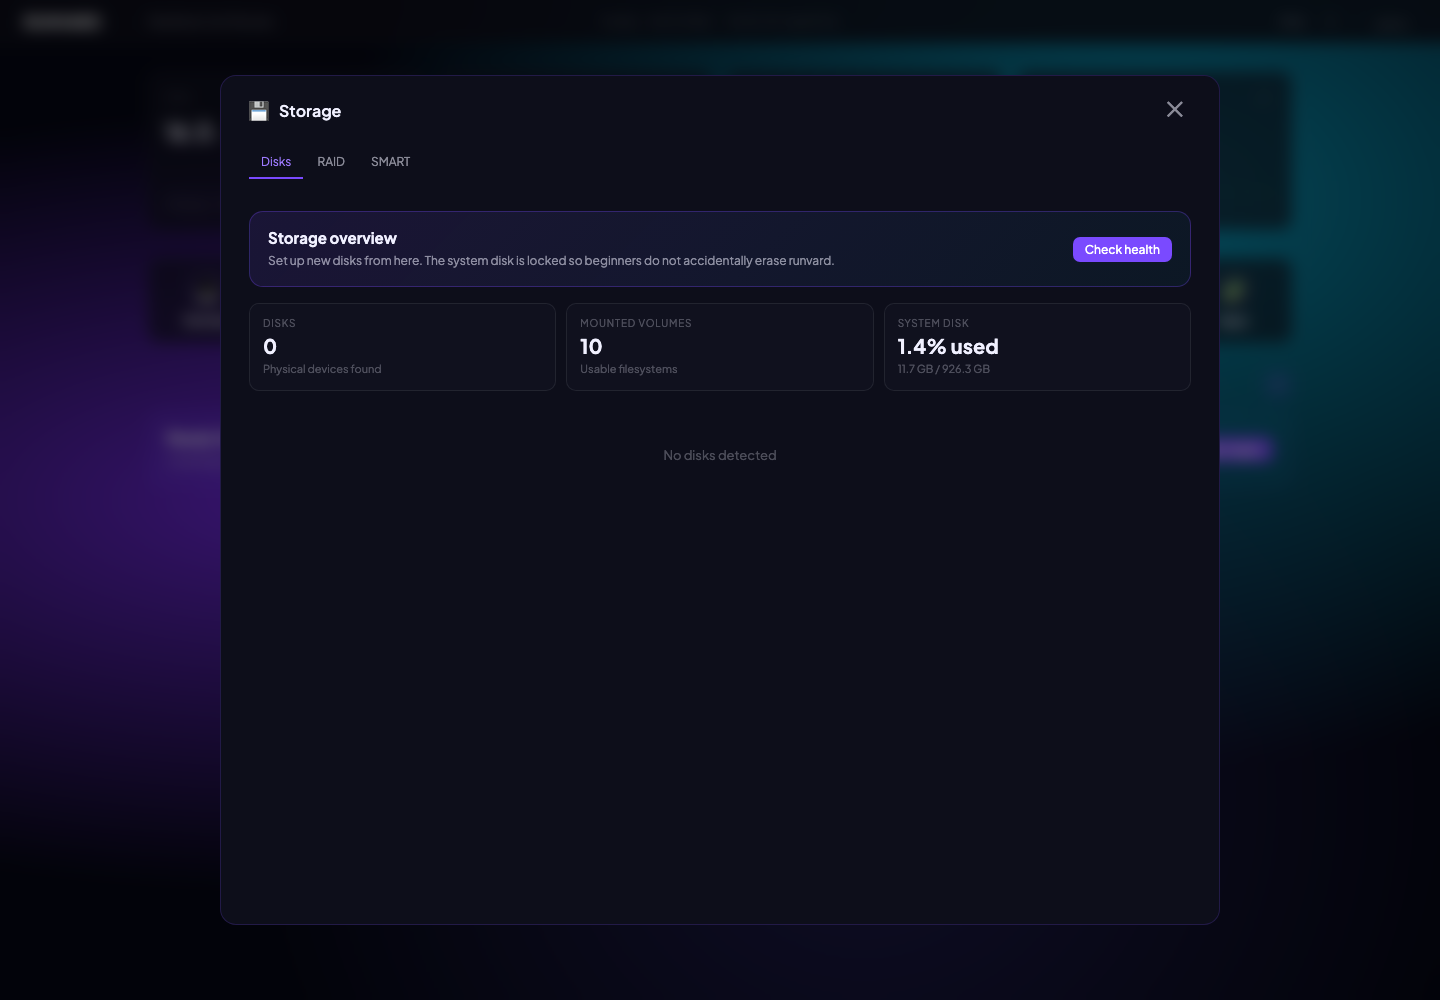 Storage
Disks RAID SMART
Storage overview
Set up new disks from here. The system disk is locked so beginners do not accidentally erase runvard.
Check health
DISKS
0
Physical devices found
MOUNTED VOLUMES
10
Usable filesystems
SYSTEM DISK
1.4% used
11.7 GB / 926.3 GB
No disks detected